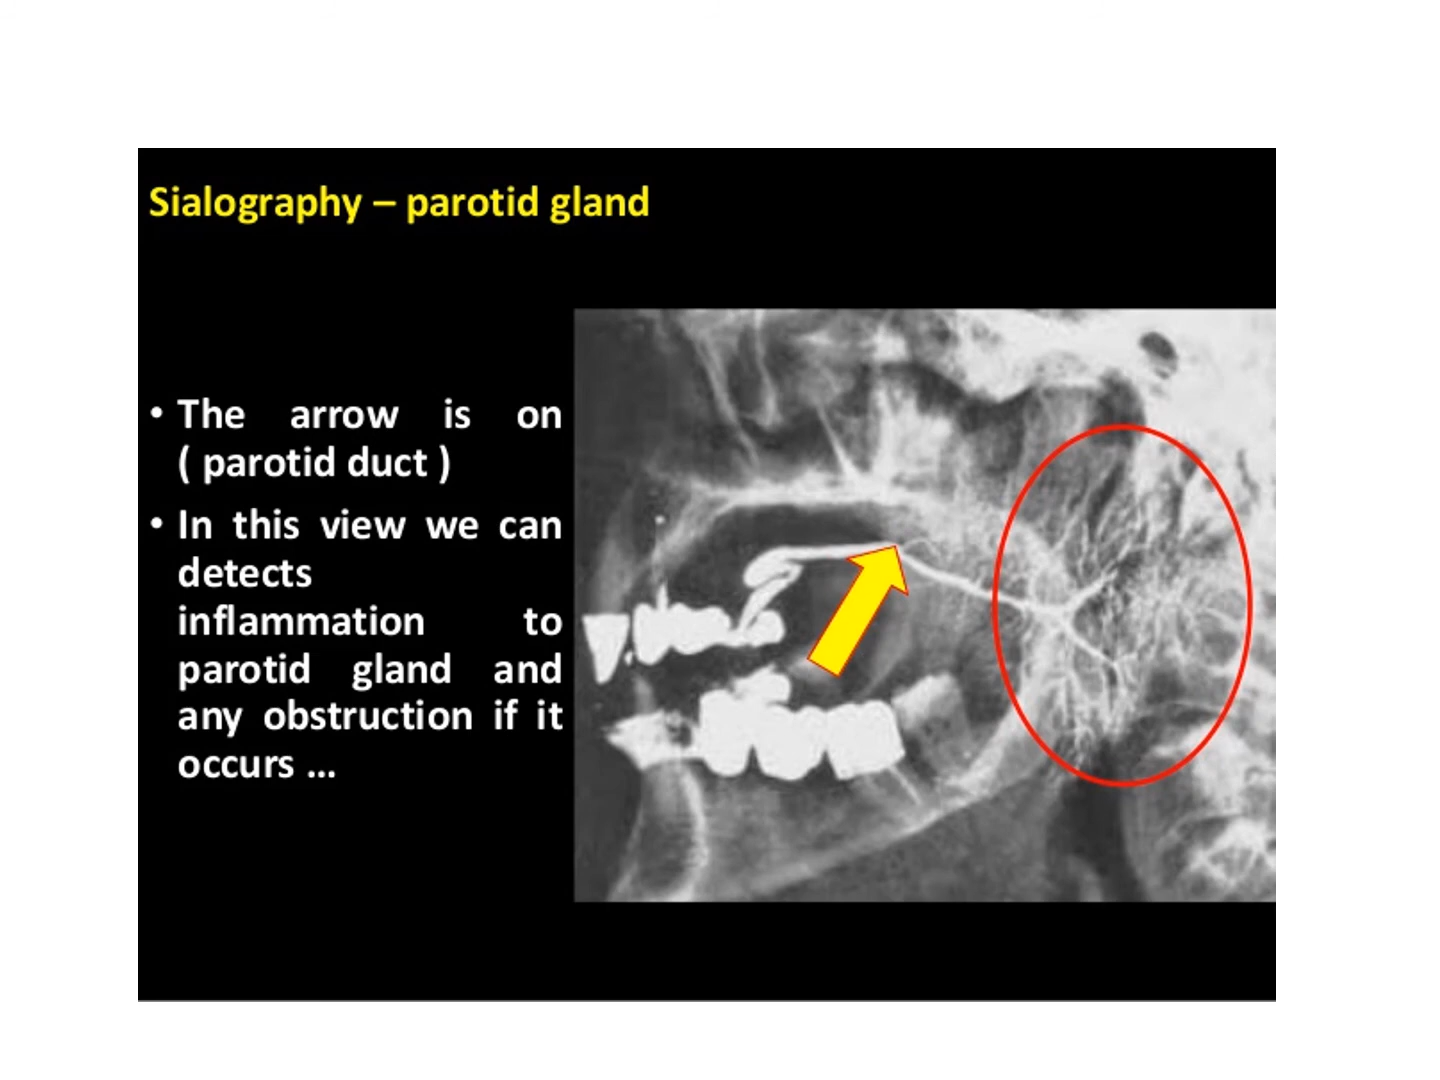 Sialography – parotid gland
• The arrow is on
( parotid duct )
• In this view we can
detects
inflammation to
parotid gland and
any obstruction if it
occurs ...